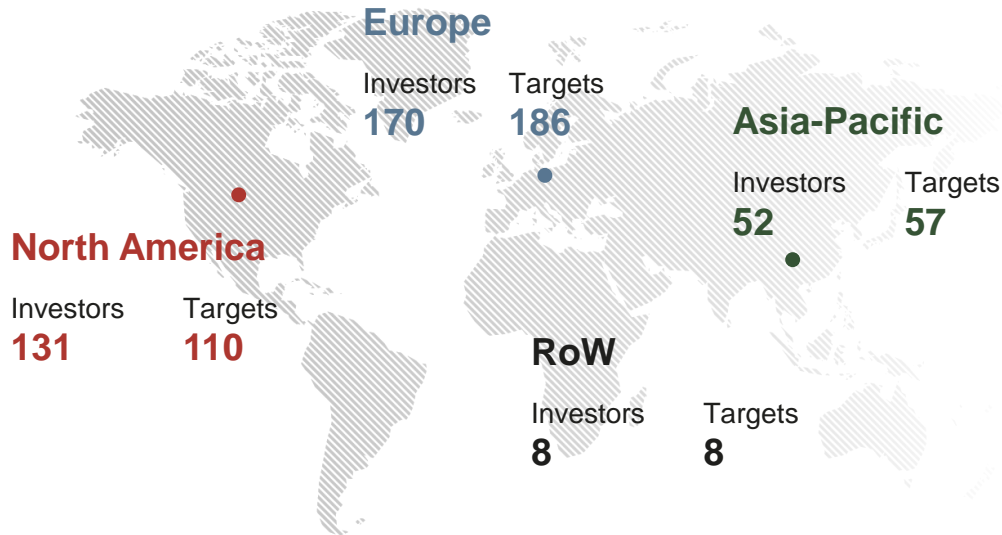 Europe
Investors Targets
170 186
Asia-Pacific
Investors Targets
52 57
North America
Investors Targets
131 110
RoW
Investors Targets
8 8